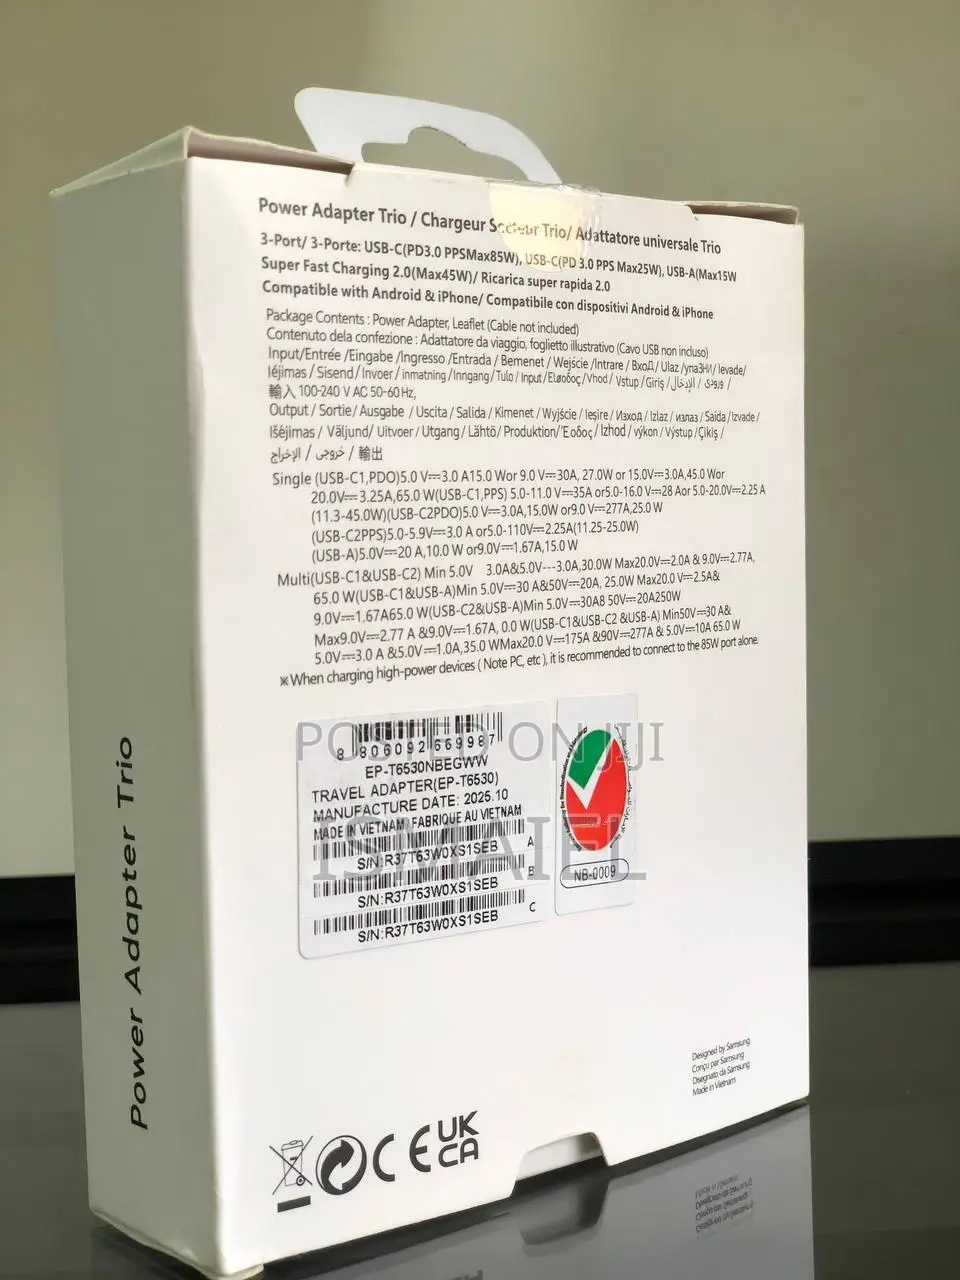 Power Adapter Trio / Chargeur Secteur Trio/ Adattatore universale Trio
3-Port/ 3-Porte: USB-C(PD3.0 PPSMax85W), USB-C(PD 3.0 PPS Max25W), USB-A(Max15W
Super Fast Charging 2.0(Max45W)/ Ricarica super rapida 2.0
Compatible with Android & iPhone/ Compatibile con dispositivi Android & iPhone
Package Contents : Power Adapter, Leaflet (Cable not included)
Contenuto dela confezione : Adattatore da viaggio, foglietto illustrativo (Cavo USB non incluso)
Input/Entrée /Eingabe /Ingresso /Entrada / Bemenet / Wejście /Intrare / ВхоД / Ulaz /упаЗНИ/ Ievade/
Iéjimas / Sisend/Invoer / inmatning/Inngang/Tulo / Input/Eløoδoς/Vhod / Vstup / Giriş /الإدخال / ورودی /
輸入 100-240 V AC 50-60 Hz,
Output / Sortie/ Ausgabe / Uscita / Salida / Kimenet / Wyjście / Ieşire / Изход / Izlaz / излаз / Saída /Izvade/
Išéjimas / Väljund/ Uitvoer / Utgang / Lähtö/ Produktion/Έοδος/ Izhod / výkon / Výstup /Çikiş /
الإخراج / خروجی / 輸出
Single (USB-C1,PDO)5.0 V⎓3.0 A15.0 Wor 9.0 V⎓30A, 27.0W or 15.0V⎓3.0A,45.0 Wor
20.0V⎓ 3.25A,65.0 W(USB-C1,PPS) 5.0-11.0 V⎓35A or5.0-16.0 V⎓28 Aor 5.0-20.0V⎓2.25 A
(11.3-45.0W)(USB-C2PDO)5.0 V⎓3.0A,15.0W or9.0 V⎓277A,25.0 W
(USB-C2PPS)5.0-5.9V⎓3.0 A or5.0-110V⎓2.25A(11.25-25.0W)
(USB-A)5.0V⎓20 A,10.0 W or9.0V⎓1.67A,15.0 W
Multi(USB-C1&USB-C2) Min 5.0V 3.0A&5.0V---3.0A,30.0W Max20.0V⎓2.0A & 9.0V⎓2.77A,
65.0 W(USB-C1&USB-A)Min 5.0V⎓30 A&50V⎓20A, 25.0W Max20.0 V⎓2.5A&
9.0V⎓1.67A65.0 W(USB-C2&USB-A)Min 5.0V⎓30A8 50V⎓20A250W
Max9.0V⎓2.77 A &9.0V⎓1.67A, 0.0 W(USB-C1&USB-C2 &USB-A) Min50V⎓30 A&
5.0V⎓3.0 A &5.0V⎓1.0A,35.0 WMax20.0 V⎓175A &90V⎓277A & 5.0V⎓10A 65.0 W
※When charging high-power devices ( Note PC, etc ), it is recommended to connect to the 85W port alone.
8 806092 669987
EP-T6530NBEGWW
TRAVEL ADAPTER(EP-T6530)
MANUFACTURE DATE: 2025.10
MADE IN VIETNAM/ FABRIQUE AU VIETNAM
A
S/N:R37T63W0XS1SEB
B
S/N:R37T63W0XS1SEB
C
S/N:R37T63W0XS1SEB
NB-0009
POSTED ON JIJI
ISMAIEL
Power Adapter Trio
Designed by Samsung
Conçu par Samsung
Disegnato da Samsung
Made in Vietnam
CE UK
CA